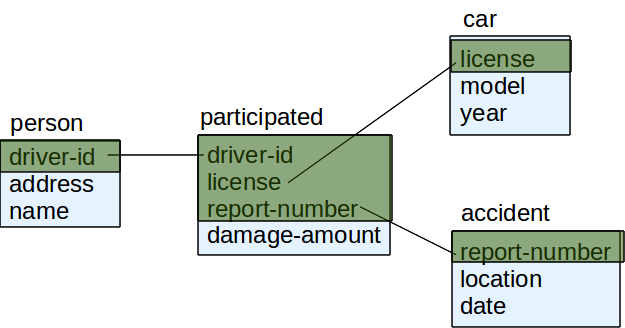 person
driver-id
address
name
participated
driver-id
license
report-number
damage-amount
car
license
model
year
accident
report-number
location
date